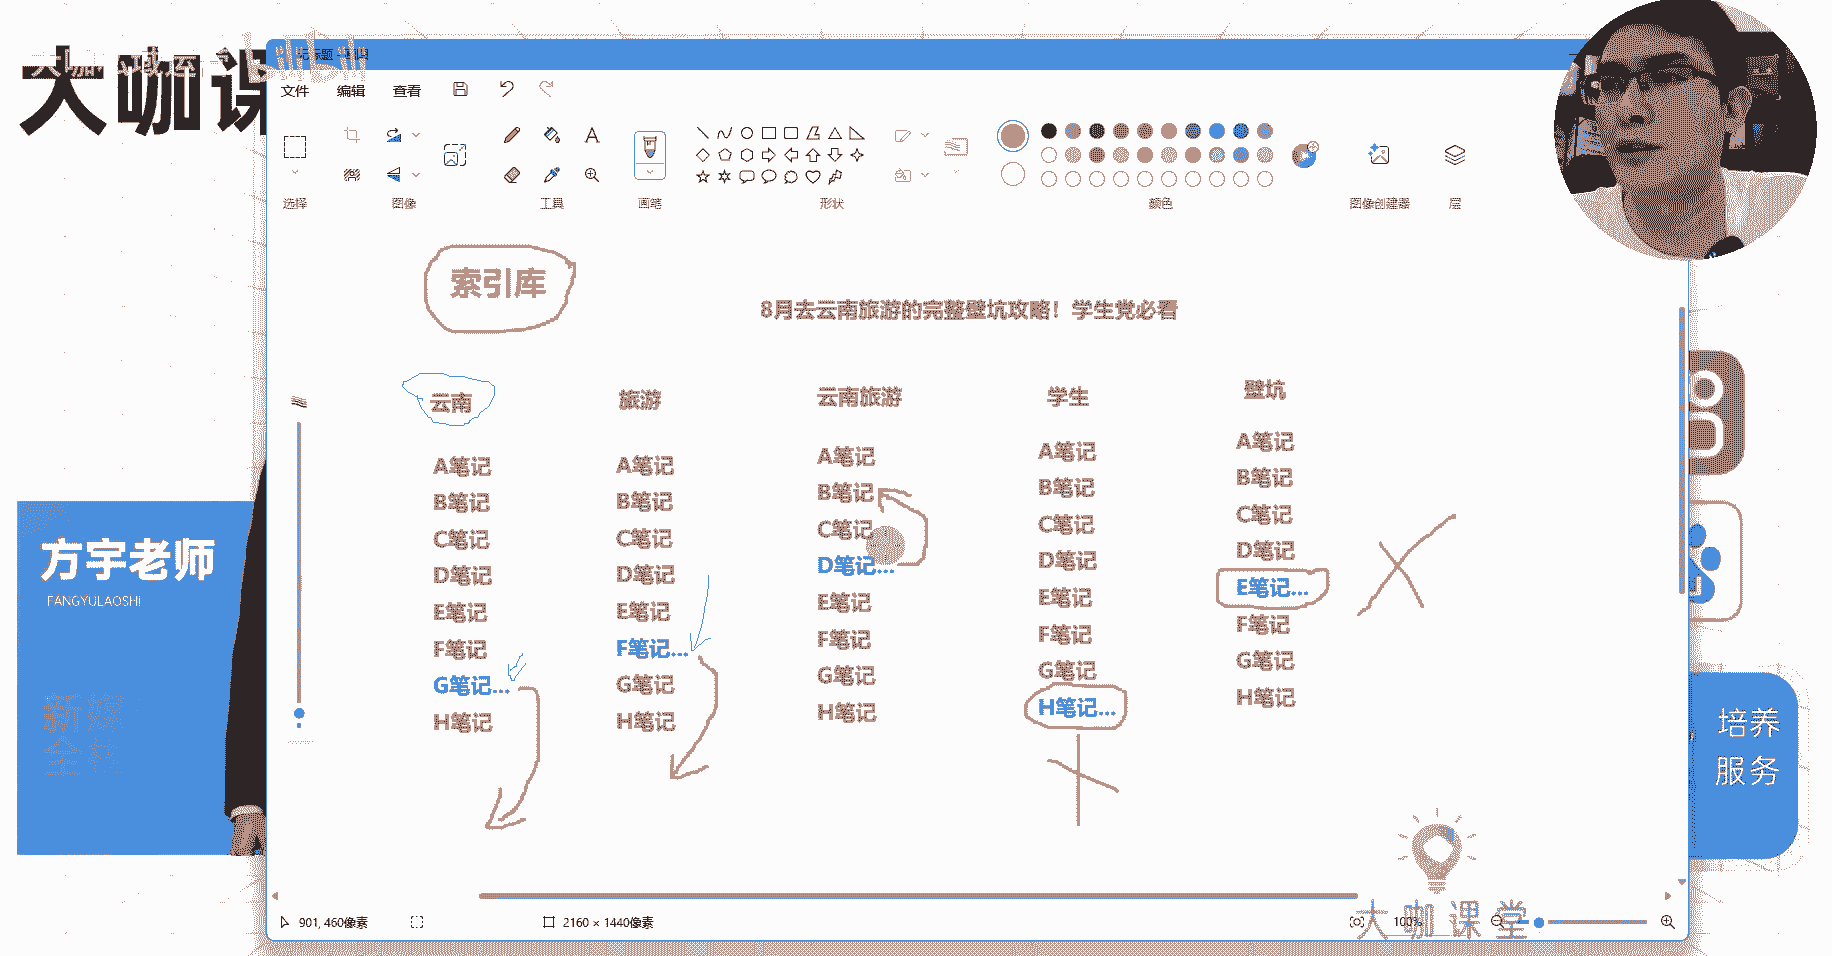 大咖课
bilibili
文件 编辑 查看
选择 图像 工具 画笔 形状 颜色 图像创建器 层
索引库
8月去云南旅游的完整壁坑攻略！学生党必看
云南 旅游 云南旅游 学生 壁坑
A笔记 A笔记 A笔记 A笔记 A笔记
B笔记 B笔记 B笔记 B笔记 B笔记
C笔记 C笔记 C笔记 C笔记 C笔记
D笔记 D笔记 D笔记... D笔记 D笔记
E笔记 E笔记 E笔记 E笔记 E笔记...
F笔记 F笔记... F笔记 F笔记 F笔记
G笔记... G笔记 G笔记 G笔记 G笔记
H笔记 H笔记 H笔记 H笔记... H笔记
方宇老师
FANGYULAOSHI
培养
服务
大咖课堂
901, 460像素 2160 × 1440像素 100%